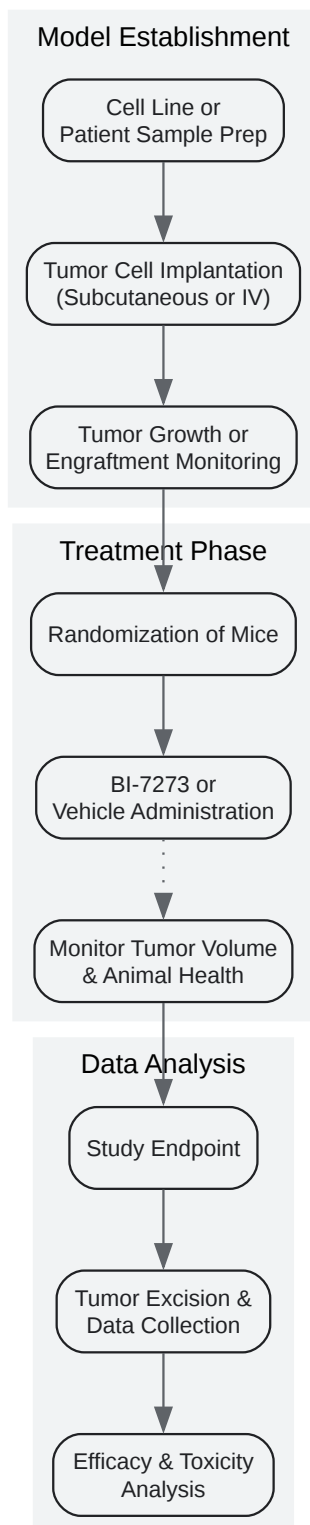 Model Establishment
Cell Line or
Patient Sample Prep
Tumor Cell Implantation
(Subcutaneous or IV)
Tumor Growth or
Engraftment Monitoring
Treatment Phase
Randomization of Mice
BI-7273 or
Vehicle Administration
Monitor Tumor Volume
& Animal Health
Data Analysis
Study Endpoint
Tumor Excision &
Data Collection
Efficacy & Toxicity
Analysis